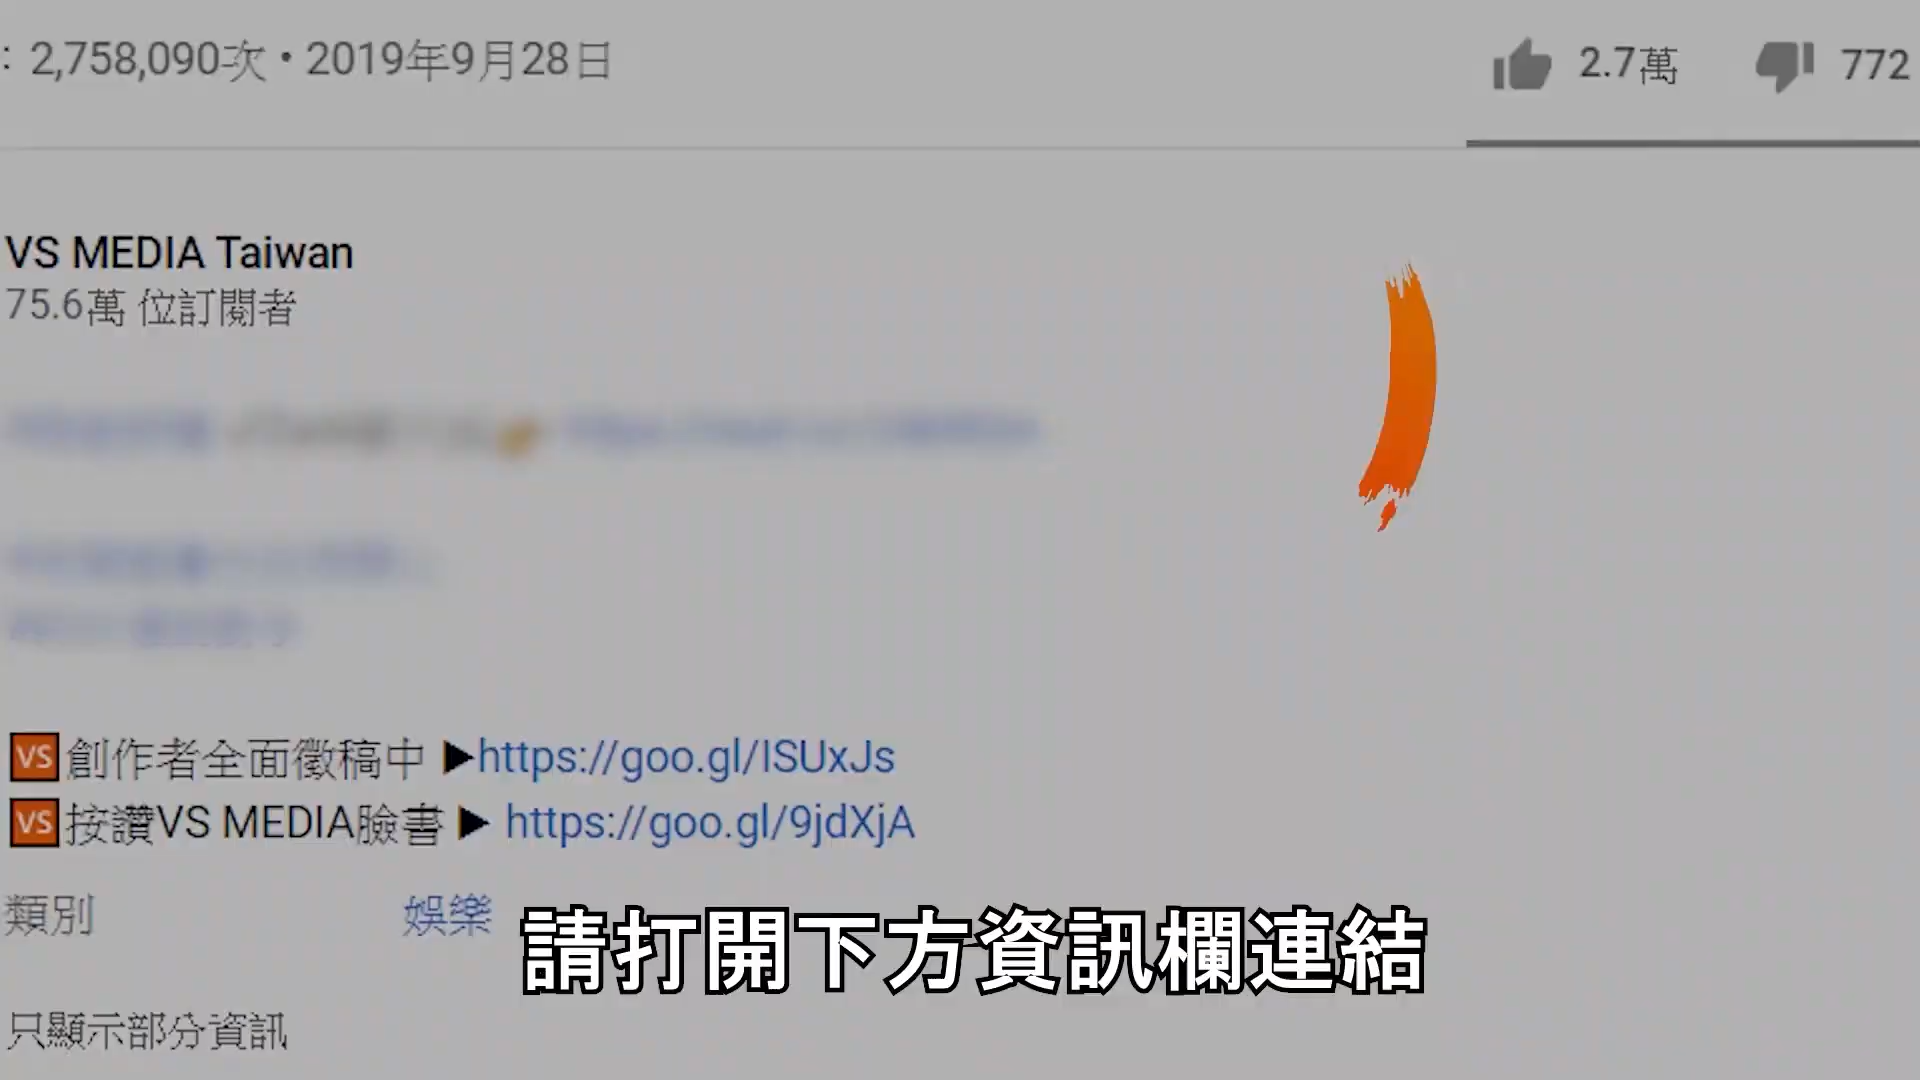 : 2,758,090次 • 2019年9月28日
2.7萬
772
VS MEDIA Taiwan
75.6萬 位訂閱者
VS 創作者全面徵稿中 ▶https://goo.gl/ISUxJs
VS 按讚VS MEDIA臉書 ▶ https://goo.gl/9jdXjA
類別 娛樂
請打開下方資訊欄連結
只顯示部分資訊